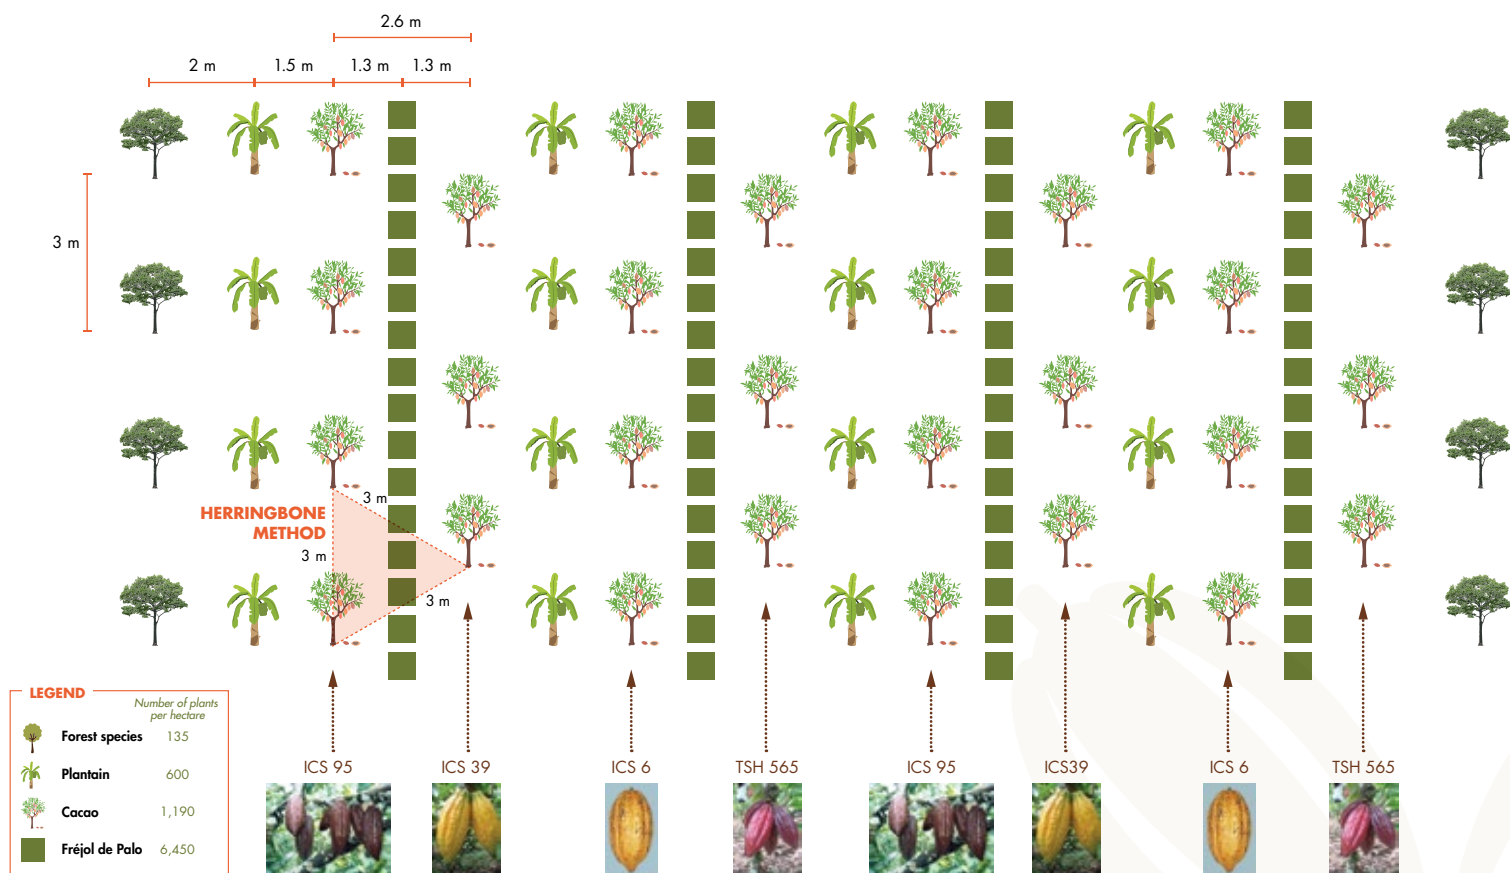 2.6 m
2 m
1.5 m
1.3 m
1.3 m
3 m
3 m
HERRINGBONE
METHOD
3 m
3 m
LEGEND
Number of plants
per hectare
Forest species 135
Plantain 600
Cacao 1,190
Fréjol de Palo 6,450
ICS 95
ICS 39
ICS 6
TSH 565
ICS 95
ICS39
ICS 6
TSH 565